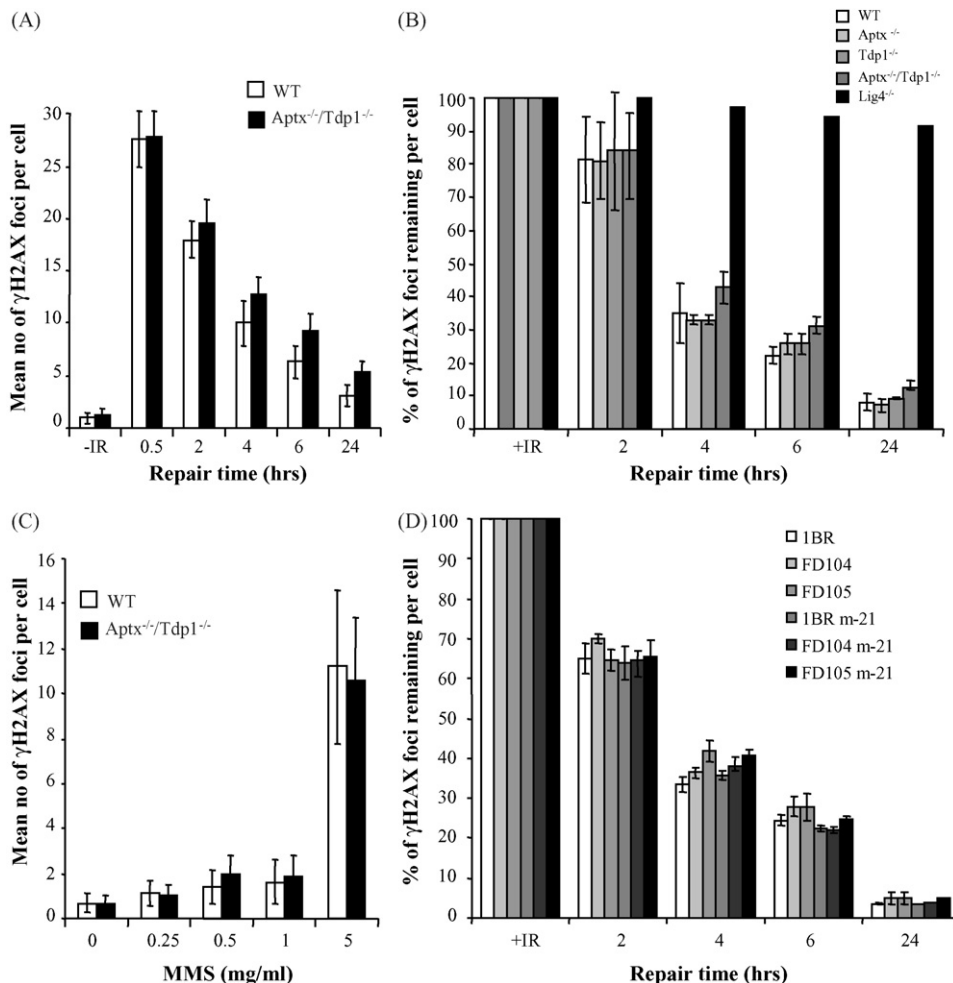 (A)
WT
Aptx⁻/⁻/Tdp1⁻/⁻
Mean no of γH2AX foci per cell
30
25
20
15
10
5
0
-IR 0.5 2 4 6 24
Repair time (hrs)
(B)
WT
Aptx ⁻/⁻
Tdp1⁻/⁻
Aptx⁻/⁻/Tdp1⁻/⁻
Lig4⁻/⁻
% of γH2AX foci remaining per cell
100
90
80
70
60
50
40
30
20
10
0
+IR 2 4 6 24
Repair time (hrs)
(C)
WT
Aptx⁻/⁻/Tdp1⁻/⁻
Mean no of γH2AX foci per cell
16
14
12
10
8
6
4
2
0
0 0.25 0.5 1 5
MMS (mg/ml)
(D)
1BR
FD104
FD105
1BR m-21
FD104 m-21
FD105 m-21
% of γH2AX foci remaining per cell
100
90
80
70
60
50
40
30
20
10
0
+IR 2 4 6 24
Repair time (hrs)